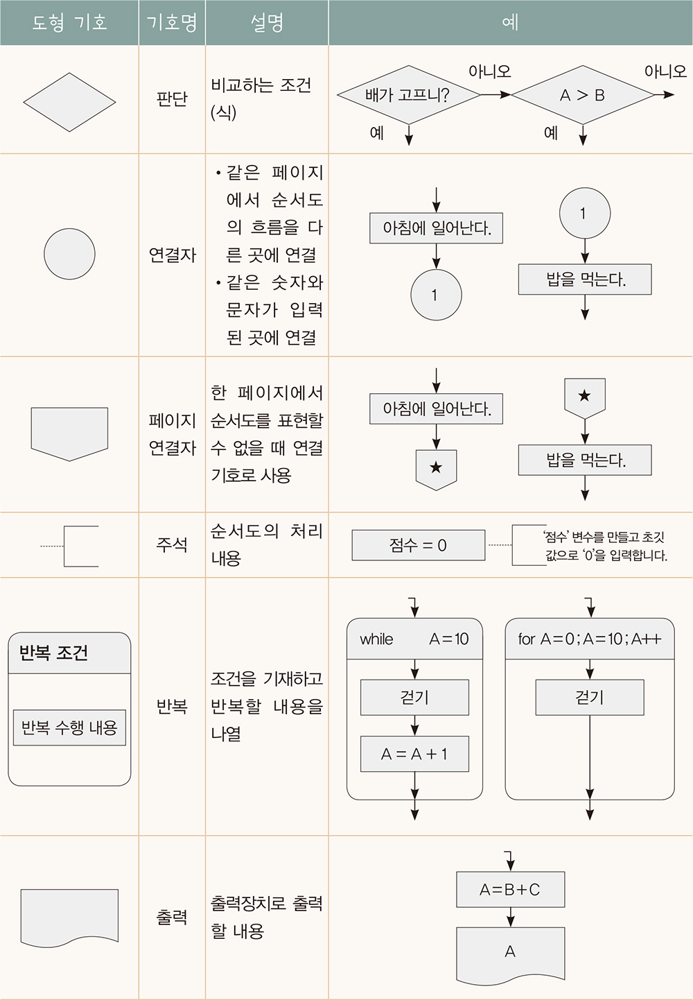 도형 기호
기호명
설명
예
판단
비교하는 조건
(식)
배가 고프니?
아니오
예
A > B
아니오
예
연결자
• 같은 페이지
에서 순서도
의 흐름을 다
른 곳에 연결
• 같은 숫자와
문자가 입력
된 곳에 연결
아침에 일어난다.
1
1
밥을 먹는다.
페이지
연결자
한 페이지에서
순서도를 표현할
수 없을 때 연결
기호로 사용
아침에 일어난다.
★
★
밥을 먹는다.
주석
순서도의 처리
내용
점수 = 0
‘점수’ 변수를 만들고 초깃
값으로 ‘0’을 입력합니다.
반복 조건
반복 수행 내용
반복
조건을 기재하고
반복할 내용을
나열
while A=10
걷기
A = A + 1
for A=0; A=10; A++
걷기
출력
출력장치로 출력
할 내용
A=B+C
A